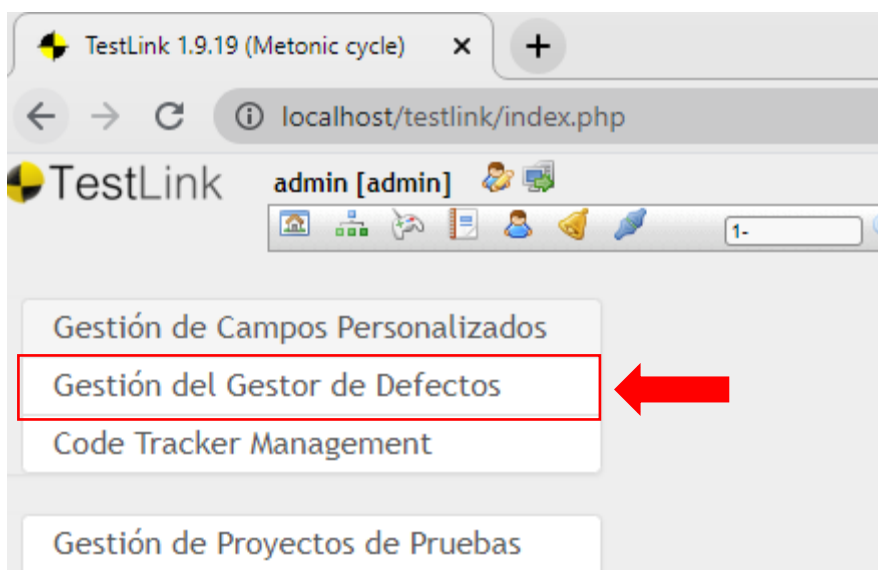 TestLink 1.9.19 (Metonic cycle)
localhost/testlink/index.php
TestLink admin [admin]
1-
Gestión de Campos Personalizados
Gestión del Gestor de Defectos
Code Tracker Management
Gestión de Proyectos de Pruebas